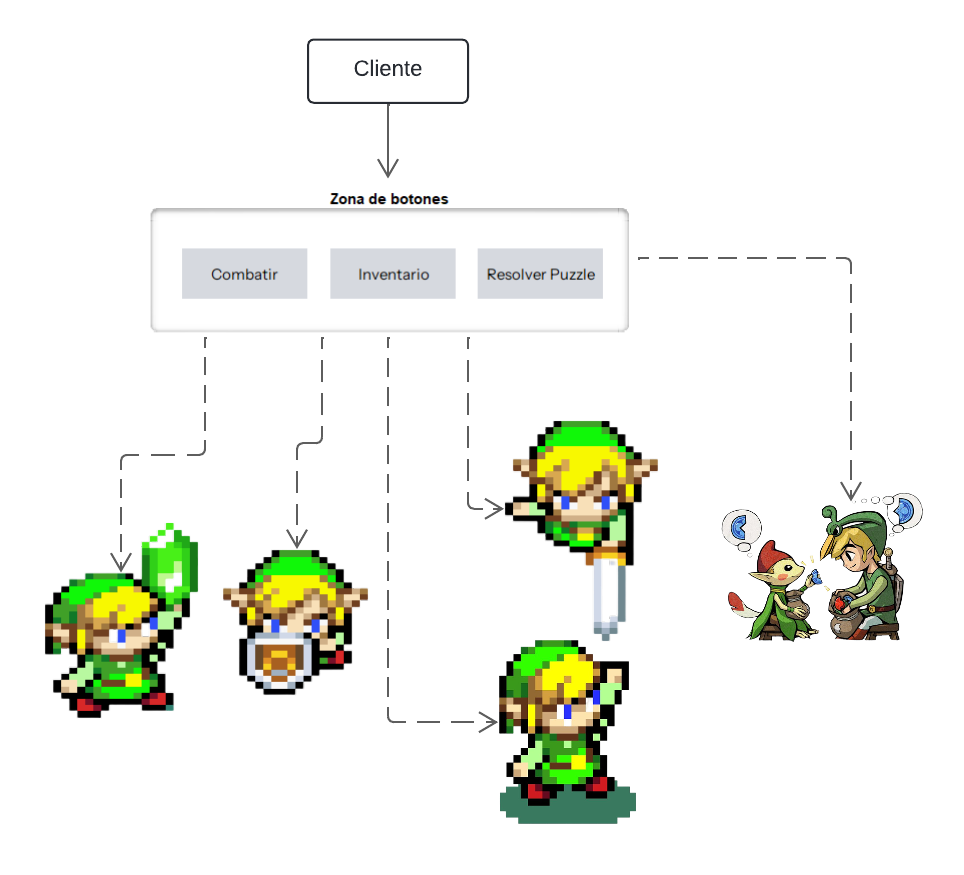 Cliente
Zona de botones
Combatir
Inventario
Resolver Puzzle